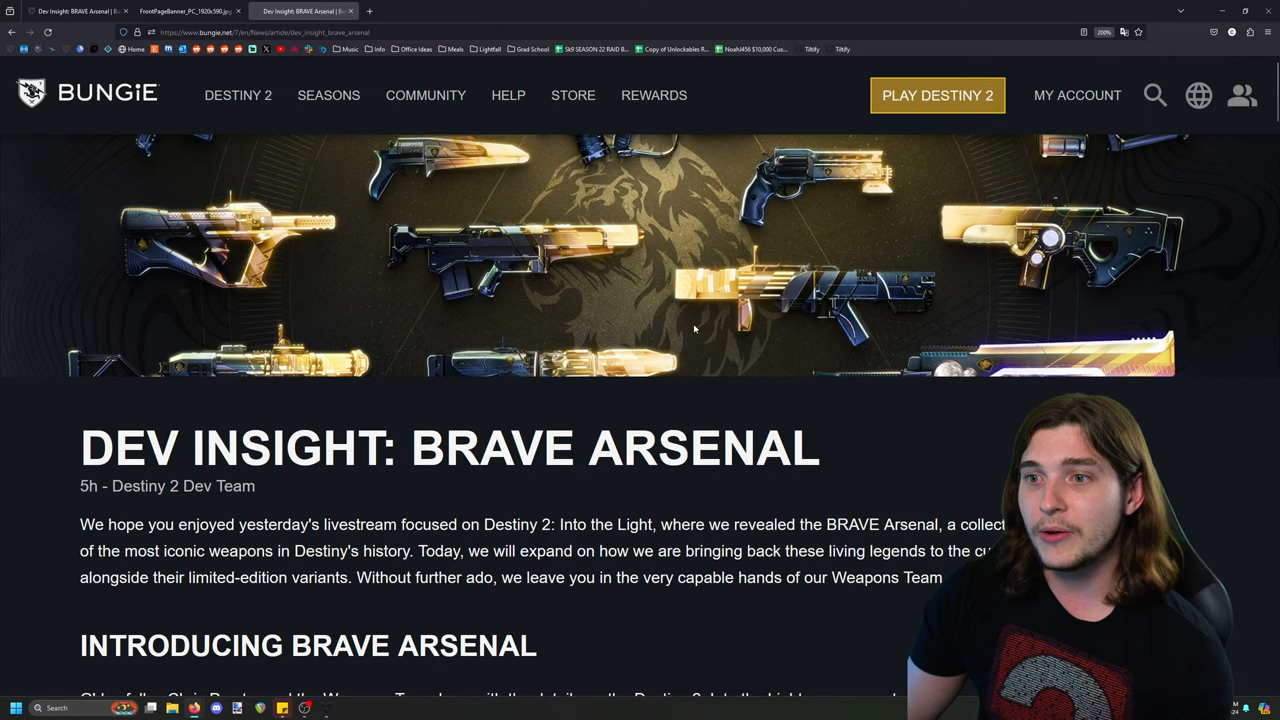 Dev Insight: BRAVE Arsenal | Bu
FrontPageBanner_PC_1920x590.jpg
Dev Insight: BRAVE Arsenal | Bu
https://www.bungie.net/7/en/News/article/dev_insight_brave_arsenal
200%
Home
Music
Info
Office Ideas
Meals
Lightfall
Grad School
Sk9 SEASON 22 RAID B...
Copy of Unlockables R...
NoahJ456 $10,000 Cus...
Tiltify
Tiltify
BUNGiE
DESTINY 2
SEASONS
COMMUNITY
HELP
STORE
REWARDS
PLAY DESTINY 2
MY ACCOUNT
DEV INSIGHT: BRAVE ARSENAL
5h - Destiny 2 Dev Team
We hope you enjoyed yesterday's livestream focused on Destiny 2: Into the Light, where we revealed the BRAVE Arsenal, a collect
of the most iconic weapons in Destiny's history. Today, we will expand on how we are bringing back these living legends to the cu
alongside their limited-edition variants. Without further ado, we leave you in the very capable hands of our Weapons Team
INTRODUCING BRAVE ARSENAL
Search